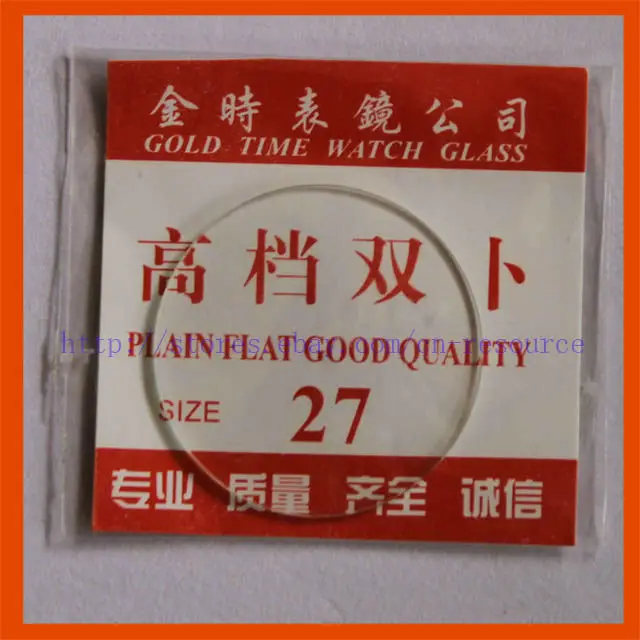 金時表鏡公司
GOLD TIME WATCH GLASS
高档双卜
PLAIN FLAT GOOD QUALITY
http://stores.ebay.com/cn-resource
SIZE 27
专业 质量 齐全 诚信